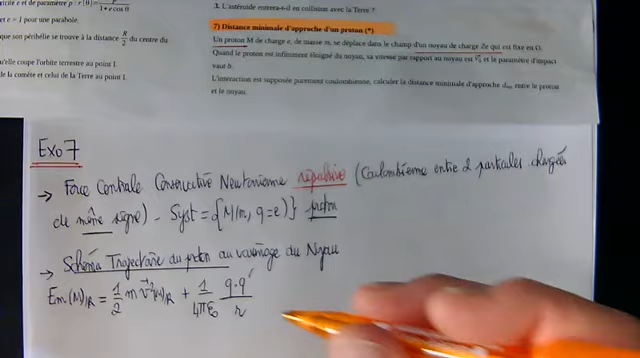 et e = 1 pour une parabole.
que son périhélie se trouve à la distance R/2 du centre du
qu'elle coupe l'orbite terrestre au point I.
la comète et celui de la Terre au point I.
3. L'astéroïde entrera-t-il en collision avec la Terre ?
7) Distance minimale d'approche d'un proton (*)
Un proton M de charge e, de masse m, se déplace dans le champ d'un noyau de charge Ze qui est fixe en O.
Quand le proton est infiniment éloigné du noyau, sa vitesse par rapport au noyau est v₀ et le paramètre d'impact
vaut b.
L'interaction est supposée purement coulombienne, calculer la distance minimale d'approche d entre le proton
et le noyau.
Exo 7
→ Force Centrale Conservative Newtonienne répulsive (Coulombienne entre 2 particules chargées
de même signe) - Syst = {M(m, q=e)} proton
→ Schéma Trajectoire du proton au voisinage du Noyau
Em(M)/R = 1/2 m v²(M)/R + 1/4πε₀ q·q'/r